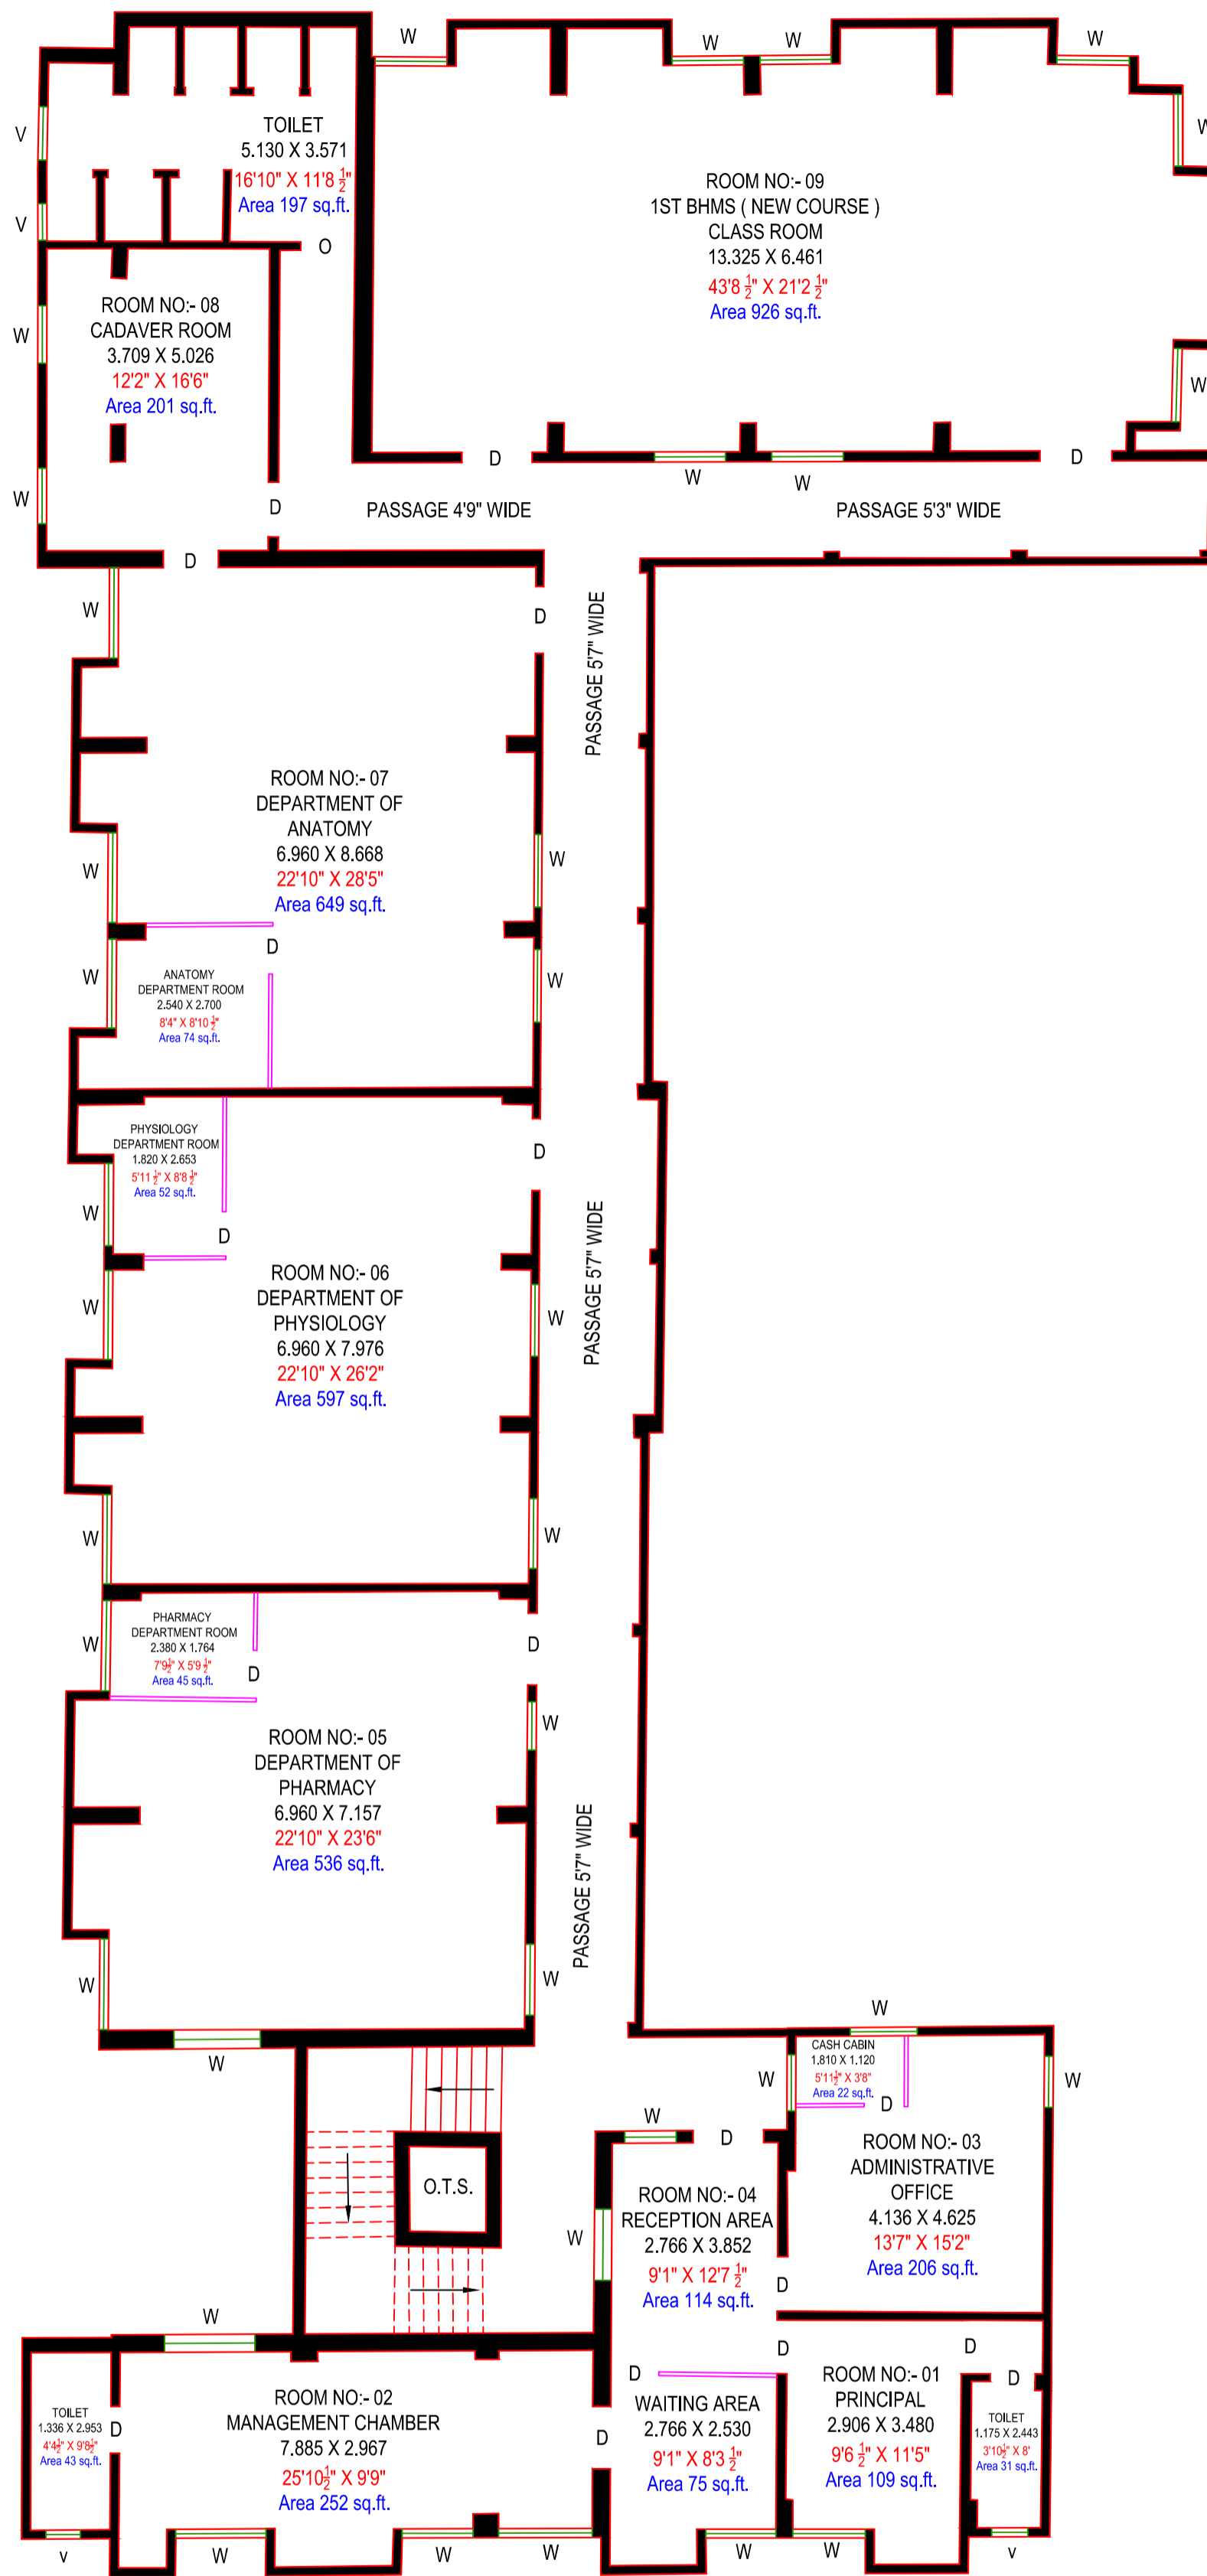 W
W
W
W
V
TOILET
5.130 X 3.571
16'10" X 11'8 1/2"
Area 197 sq.ft.
W
V
O
ROOM NO:- 09
1ST BHMS ( NEW COURSE )
CLASS ROOM
13.325 X 6.461
43'8 1/2" X 21'2 1/2"
Area 926 sq.ft.
ROOM NO:- 08
CADAVER ROOM
3.709 X 5.026
12'2" X 16'6"
Area 201 sq.ft.
W
W
W
D
D
W
W
D
D
PASSAGE 4'9" WIDE
PASSAGE 5'3" WIDE
D
W
D
PASSAGE 5'7" WIDE
ROOM NO:- 07
DEPARTMENT OF
ANATOMY
6.960 X 8.668
22'10" X 28'5"
Area 649 sq.ft.
W
W
D
W
W
ANATOMY
DEPARTMENT ROOM
2.540 X 2.700
8'4" X 8'10 1/2"
Area 74 sq.ft.
PHYSIOLOGY
DEPARTMENT ROOM
1.820 X 2.653
5'11 1/2" X 8'8 1/2"
Area 52 sq.ft.
D
W
D
PASSAGE 5'7" WIDE
ROOM NO:- 06
DEPARTMENT OF
PHYSIOLOGY
6.960 X 7.976
22'10" X 26'2"
Area 597 sq.ft.
W
W
W
W
PHARMACY
DEPARTMENT ROOM
2.380 X 1.764
7'9 1/2" X 5'9 1/2"
Area 45 sq.ft.
W
D
D
W
ROOM NO:- 05
DEPARTMENT OF
PHARMACY
6.960 X 7.157
22'10" X 23'6"
Area 536 sq.ft.
PASSAGE 5'7" WIDE
W
W
W
W
CASH CABIN
1.810 X 1.120
5'11 1/2" X 3'8"
Area 22 sq.ft.
W
W
D
W
D
ROOM NO:- 03
ADMINISTRATIVE
OFFICE
4.136 X 4.625
13'7" X 15'2"
Area 206 sq.ft.
O.T.S.
W
ROOM NO:- 04
RECEPTION AREA
2.766 X 3.852
9'1" X 12'7 1/2"
Area 114 sq.ft.
D
W
D
D
D
D
ROOM NO:- 01
PRINCIPAL
2.906 X 3.480
9'6 1/2" X 11'5"
Area 109 sq.ft.
ROOM NO:- 02
MANAGEMENT CHAMBER
7.885 X 2.967
25'10 1/2" X 9'9"
Area 252 sq.ft.
WAITING AREA
2.766 X 2.530
9'1" X 8'3 1/2"
Area 75 sq.ft.
TOILET
1.336 X 2.953
4'4 1/2" X 9'8 1/2"
Area 43 sq.ft.
D
D
TOILET
1.175 X 2.443
3'10 1/2" X 8'
Area 31 sq.ft.
v
W
W
W
W
W
v